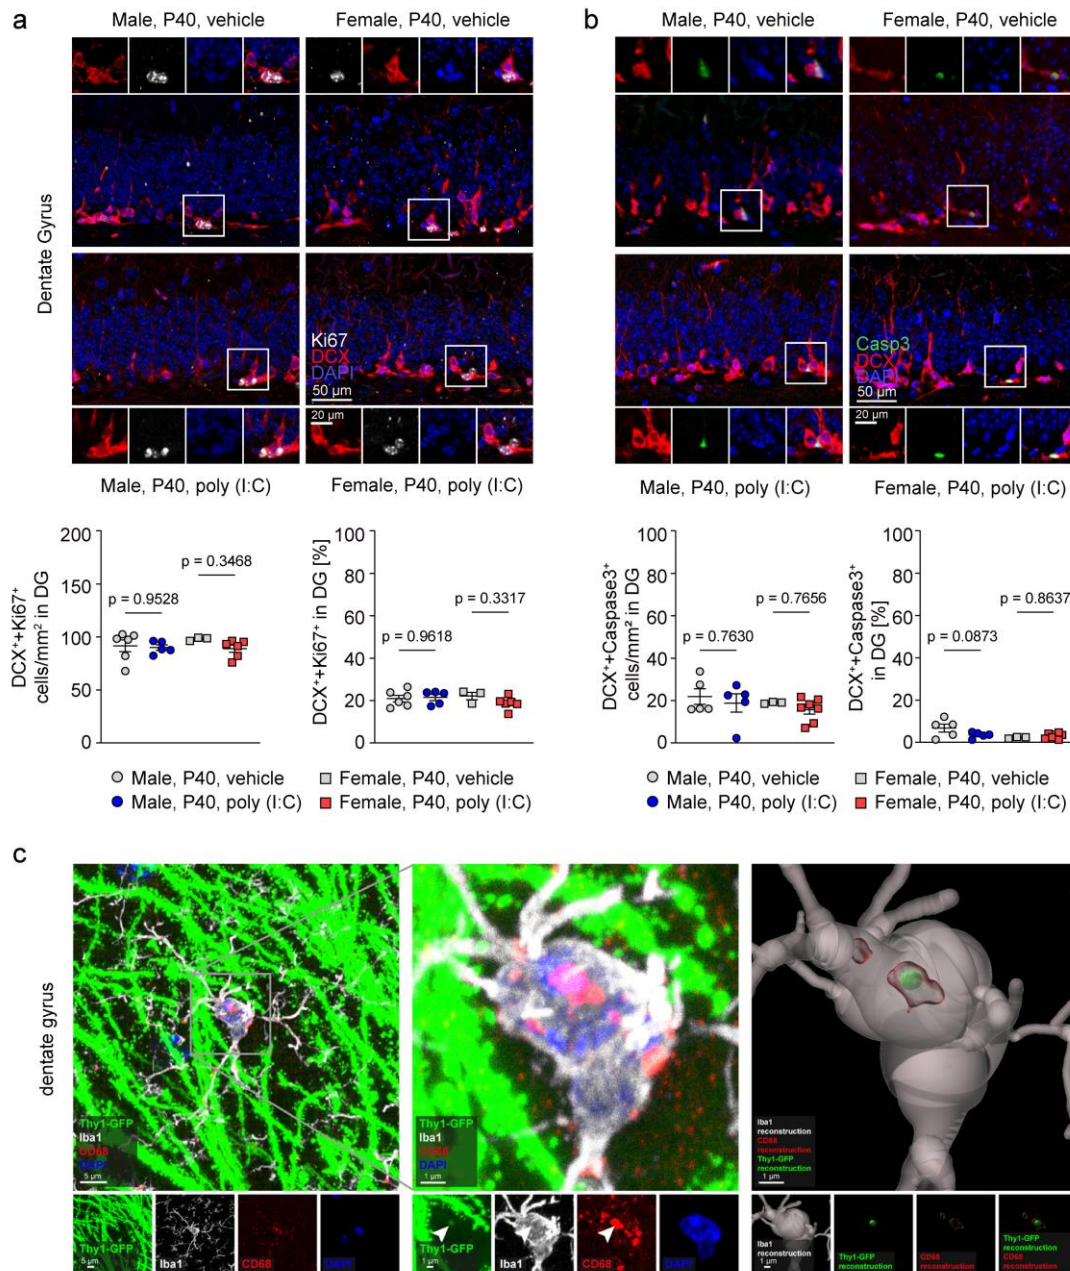 a
Male, P40, vehicle
Female, P40, vehicle
b
Male, P40, vehicle
Female, P40, vehicle
Dentate Gyrus
Ki67
DCX
DAPI
50 µm
20 µm
Casp3
DCX
DAPI
50 µm
20 µm
Male, P40, poly (I:C)
Female, P40, poly (I:C)
Male, P40, poly (I:C)
Female, P40, poly (I:C)
DCX⁺+Ki67⁺
cells/mm² in DG
200
150
100
50
0
p = 0.9528
p = 0.3468
DCX⁺+Ki67⁺ in DG [%]
100
80
60
40
20
0
p = 0.9618
p = 0.3317
DCX⁺+Caspase3⁺
cells/mm² in DG
100
80
60
40
20
0
p = 0.7630
p = 0.7656
DCX⁺+Caspase3⁺
in DG [%]
100
80
60
40
20
0
p = 0.0873
p = 0.8637
Male, P40, vehicle
Female, P40, vehicle
Male, P40, poly (I:C)
Female, P40, poly (I:C)
Male, P40, vehicle
Female, P40, vehicle
Male, P40, poly (I:C)
Female, P40, poly (I:C)
c
dentate gyrus
Thy1-GFP
Iba1
CD68
DAPI
5 µm
Thy1-GFP
Iba1
CD68
DAPI
1 µm
Iba1
reconstruction
CD68
reconstruction
Thy1-GFP
reconstruction
1 µm
Thy1-GFP
5 µm
Iba1
CD68
DAPI
Thy1-GFP
1 µm
Iba1
CD68
DAPI
Iba1
reconstruction
1 µm
Thy1-GFP
reconstruction
CD68
reconstruction
Thy1-GFP
reconstruction
CD68
reconstruction